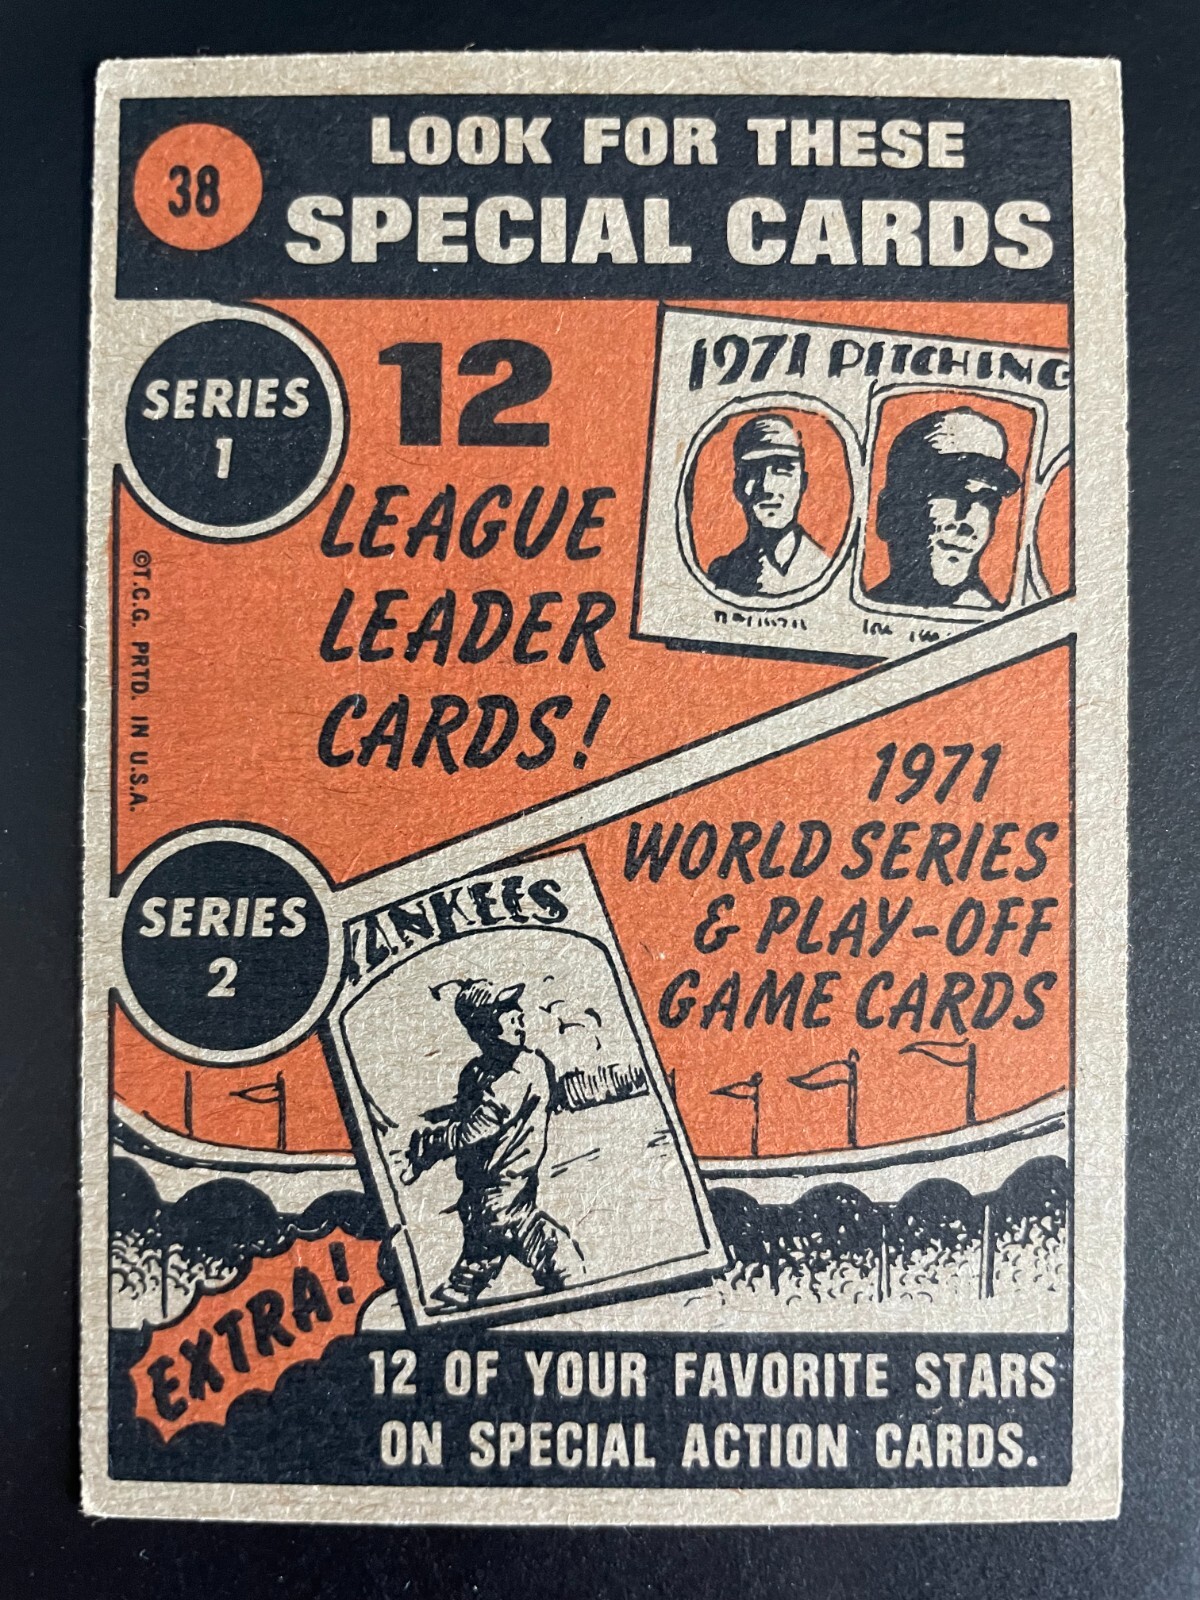 38
LOOK FOR THESE
SPECIAL CARDS
SERIES
1
12
LEAGUE
LEADER
CARDS!
1971 PITCHING
©T.C.G. PRTD. IN U.S.A.
1971
WORLD SERIES
& PLAY-OFF
GAME CARDS
SERIES
2
YANKEES
EXTRA!
12 OF YOUR FAVORITE STARS
ON SPECIAL ACTION CARDS.